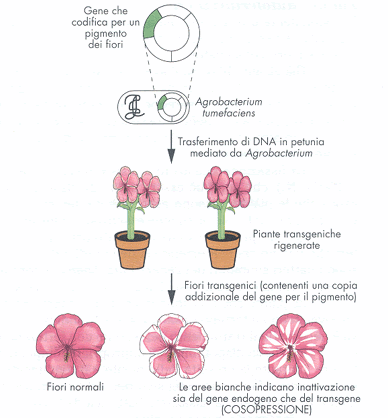 Gene che
codifica per un
pigmento
dei fiori
Agrobacterium
tumefaciens
Trasferimento di DNA in petunia
mediato da Agrobacterium
Piante transgeniche
rigenerate
Fiori transgenici (contenenti una copia
addizionale del gene per il pigmento)
Fiori normali
Le aree bianche indicano inattivazione
sia del gene endogeno che del transgene
(COSOPRESSIONE)